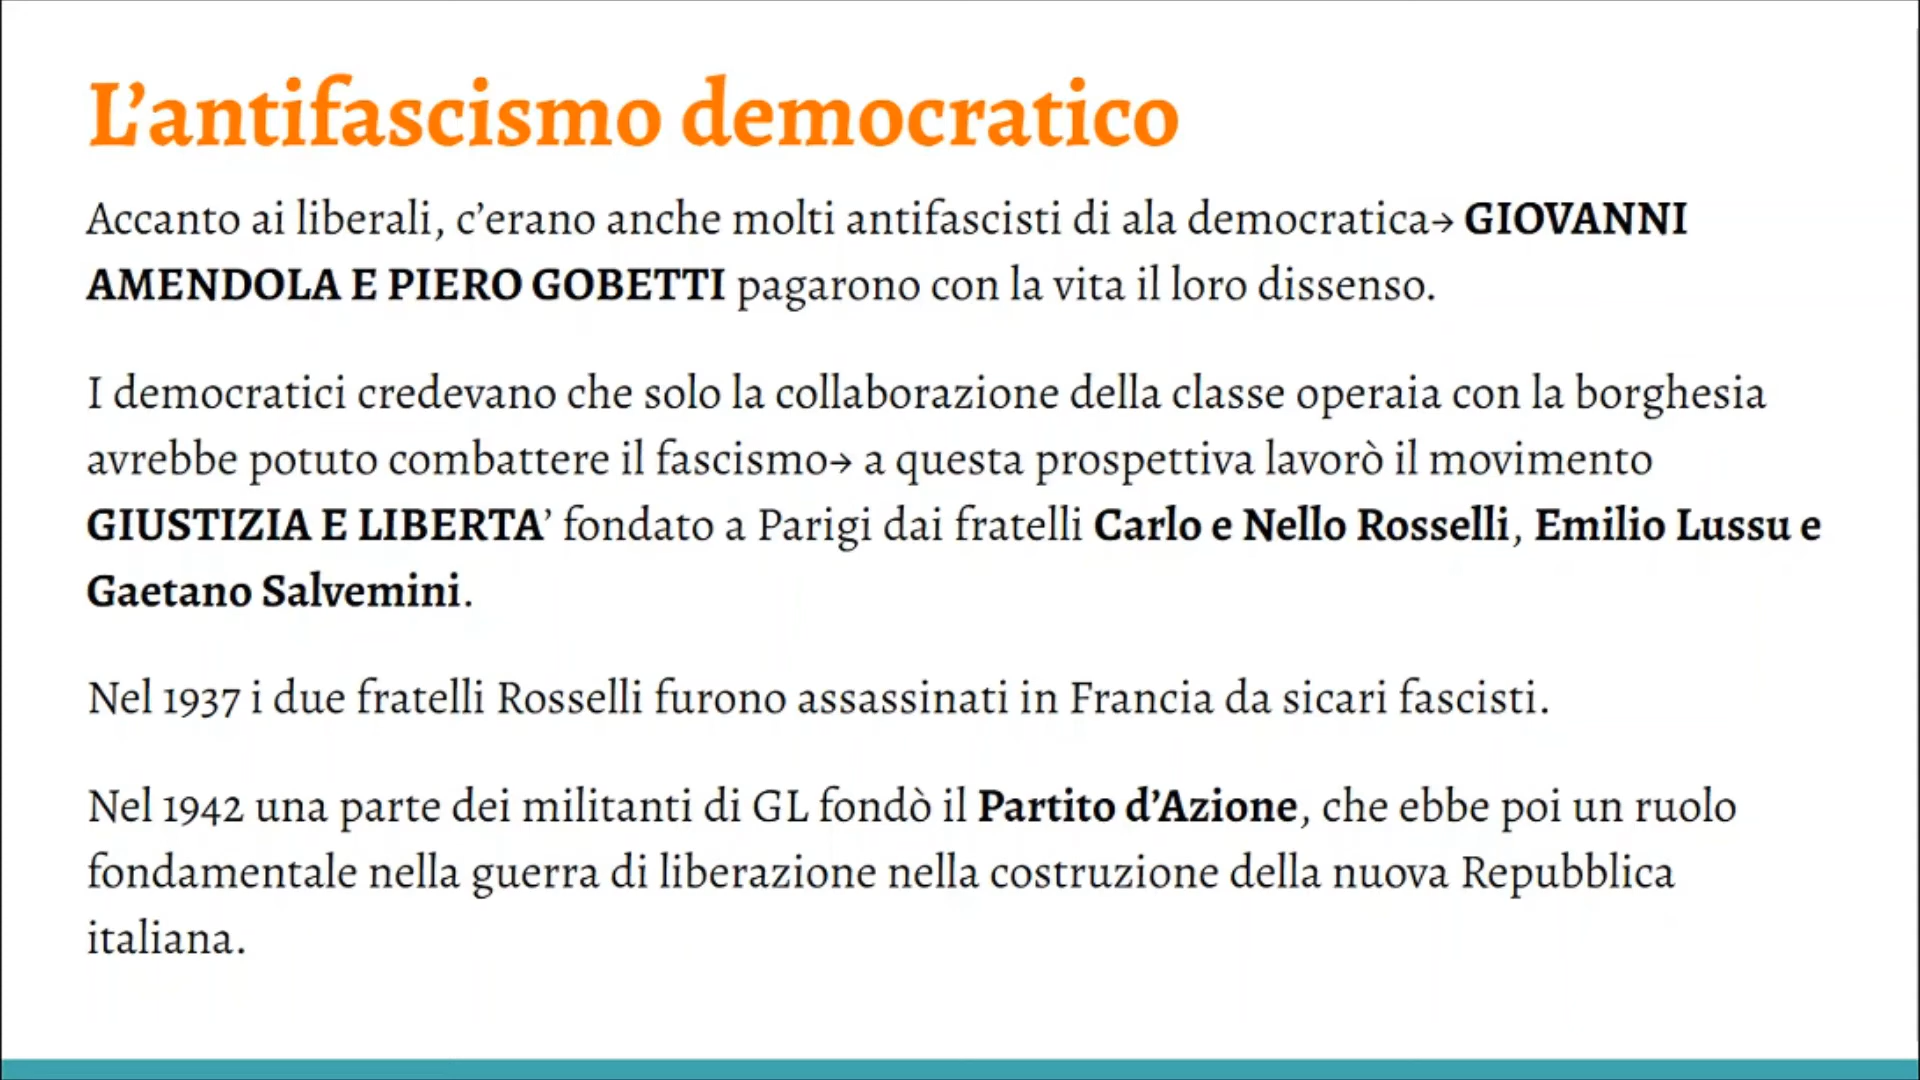 L’antifascismo democratico
Accanto ai liberali, c’erano anche molti antifascisti di ala democratica→ GIOVANNI
AMENDOLA E PIERO GOBETTI pagarono con la vita il loro dissenso.
I democratici credevano che solo la collaborazione della classe operaia con la borghesia
avrebbe potuto combattere il fascismo→ a questa prospettiva lavorò il movimento
GIUSTIZIA E LIBERTA’ fondato a Parigi dai fratelli Carlo e Nello Rosselli, Emilio Lussu e
Gaetano Salvemini.
Nel 1937 i due fratelli Rosselli furono assassinati in Francia da sicari fascisti.
Nel 1942 una parte dei militanti di GL fondò il Partito d’Azione, che ebbe poi un ruolo
fondamentale nella guerra di liberazione nella costruzione della nuova Repubblica
italiana.